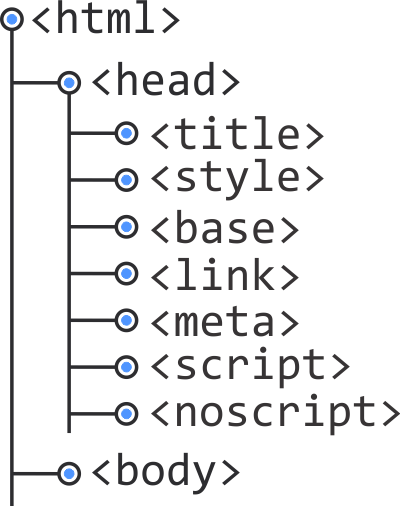 <html>
<head>
<title>
<style>
<base>
<link>
<meta>
<script>
<noscript>
<body>